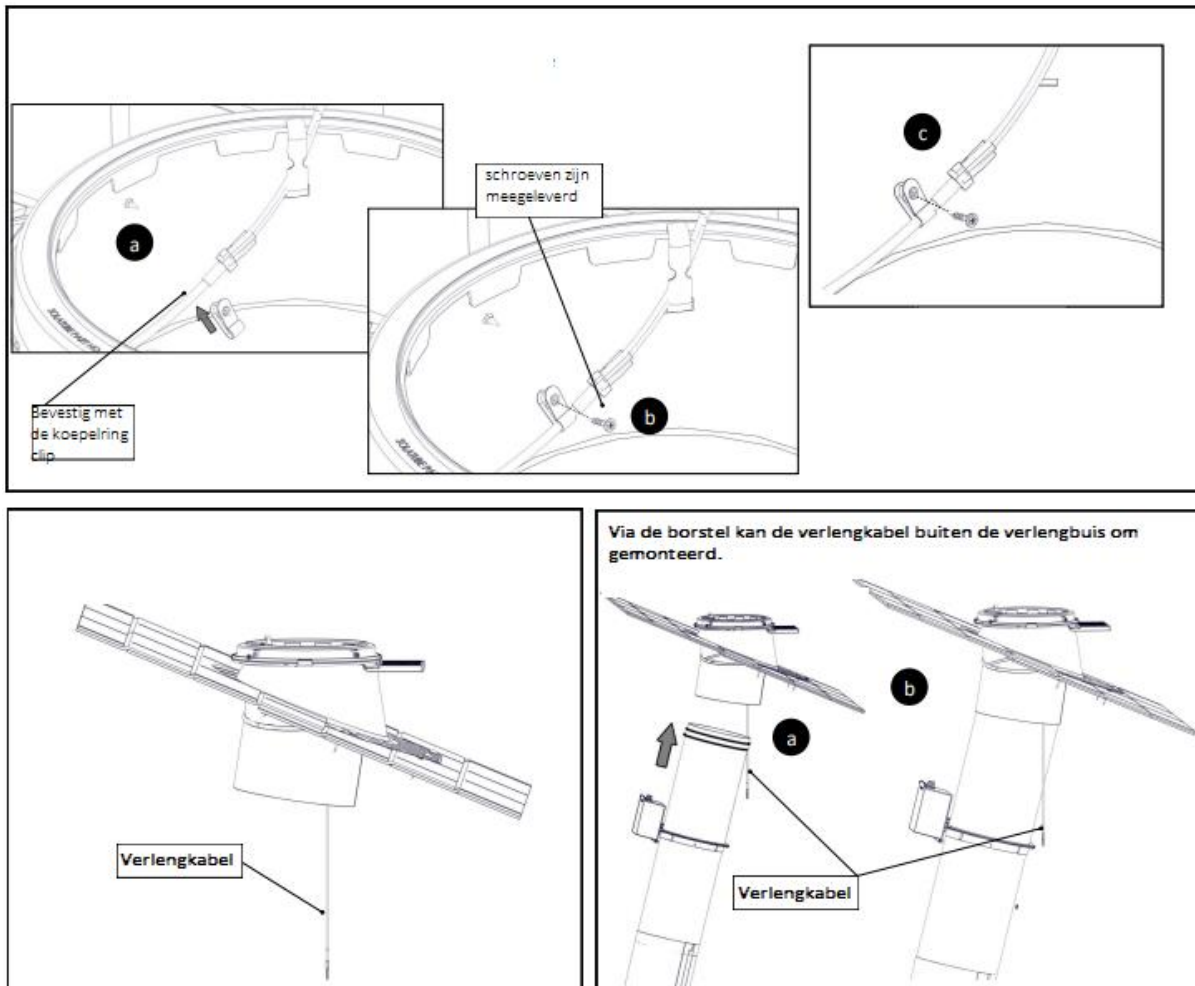 a
Bevestig met
de koepelring
clip
schroeven zijn
meegeleverd
b
c
Verlengkabel
Via de borstel kan de verlengkabel buiten de verlengbuis om
gemonteerd.
a
b
Verlengkabel